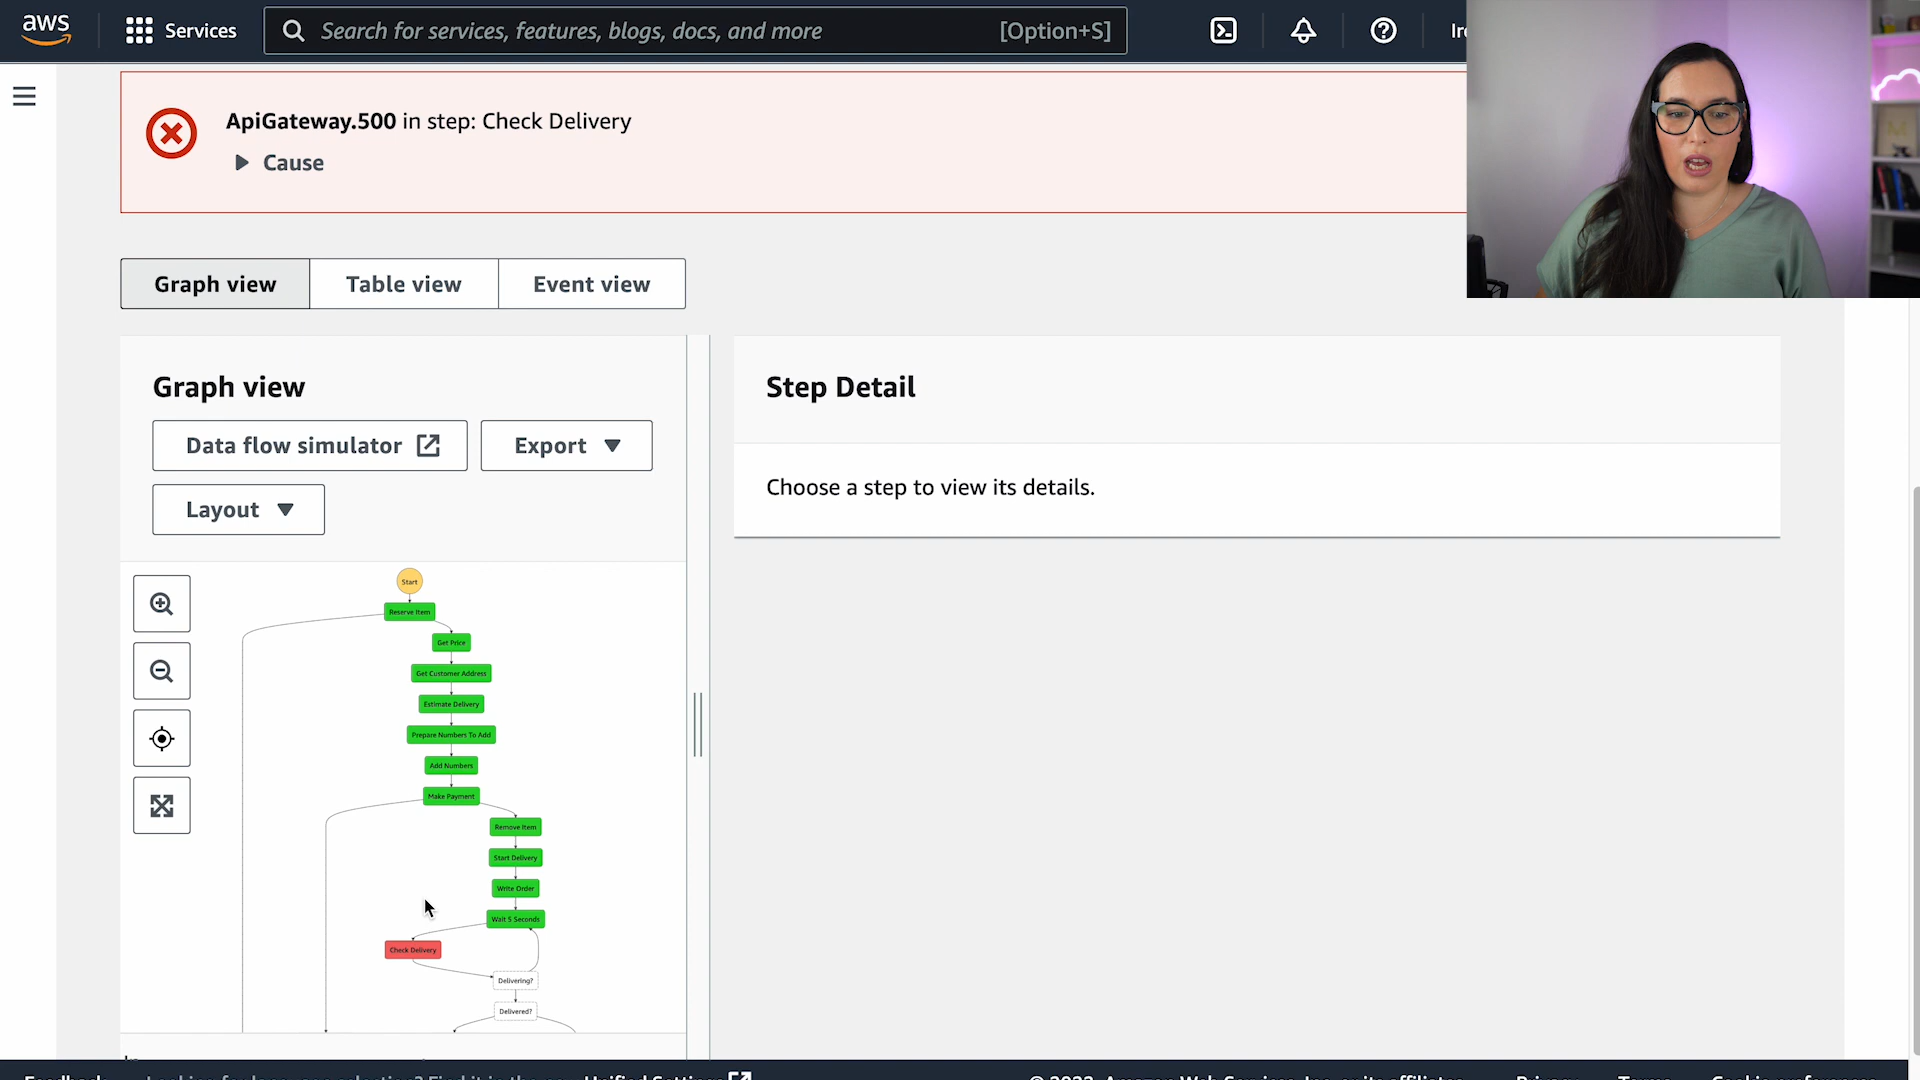 aws
Services
Search for services, features, blogs, docs, and more
[Option+S]
ApiGateway.500 in step: Check Delivery
Cause
Graph view
Table view
Event view
Graph view
Data flow simulator
Export
Layout
Step Detail
Choose a step to view its details.
Start
Reserve Item
Get Price
Get Customer Address
Estimate Delivery
Prepare Numbers To Add
Add Numbers
Make Payment
Remove Item
Start Delivery
Write Order
Wait 5 Seconds
Check Delivery
Delivering?
Delivered?
Feedback
Unified Settings